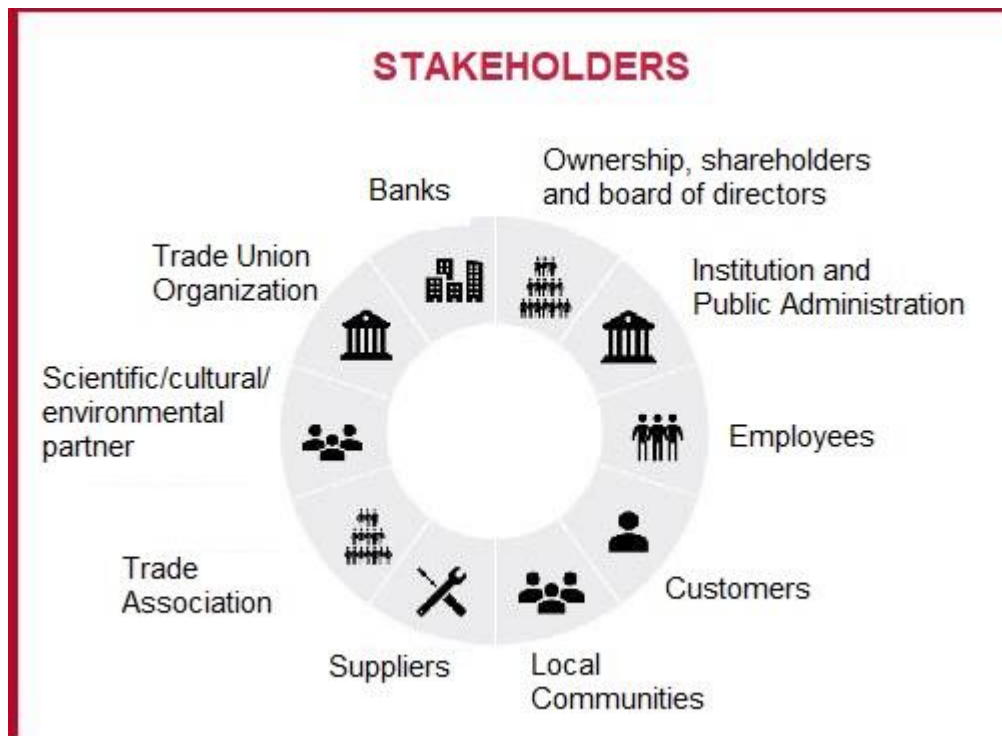 STAKEHOLDERS
Ownership, shareholders
and board of directors
Banks
Institution and
Public Administration
Trade Union
Organization
Scientific/cultural/
environmental
partner
Employees
Trade
Association
Customers
Suppliers
Local
Communities